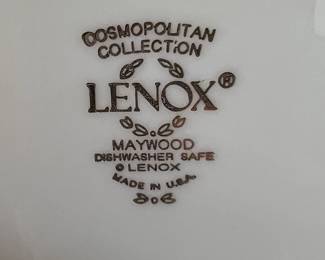 COSMOPOLITAN
COLLECTION
LENOX®
MAYWOOD
DISHWASHER SAFE
© LENOX
MADE IN U.S.A.